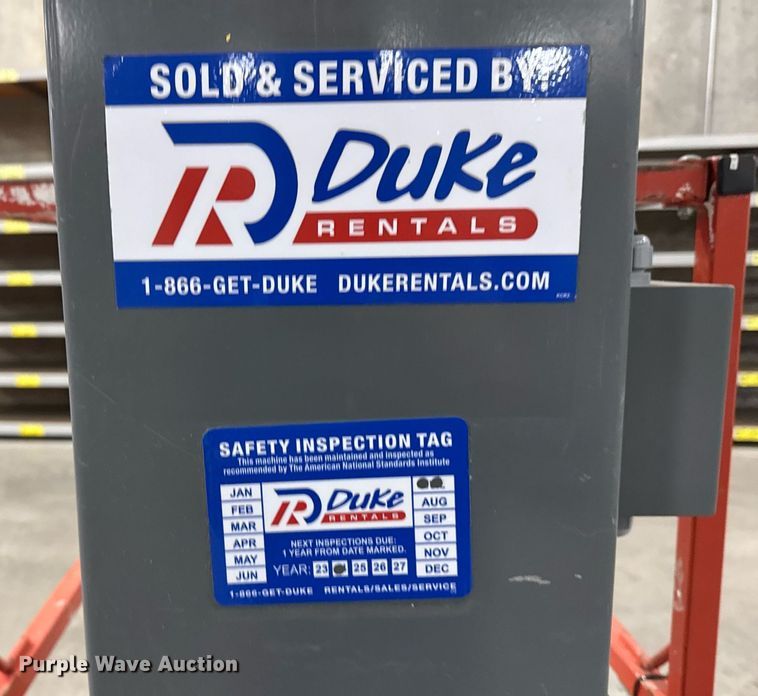 SOLD & SERVICED BY:
DUKE
RENTALS
1-866-GET-DUKE DUKERENTALS.COM
SAFETY INSPECTION TAG
This machine has been maintained and inspected as
recommended by The American National Standards Institute
JAN
FEB
MAR
APR
MAY
JUN
DUKE
RENTALS
NEXT INSPECTIONS DUE:
1 YEAR FROM DATE MARKED.
YEAR: 23 25 26 27
AUG
SEP
OCT
NOV
DEC
1-866-GET-DUKE RENTALS/SALES/SERVICE
Purple Wave Auction